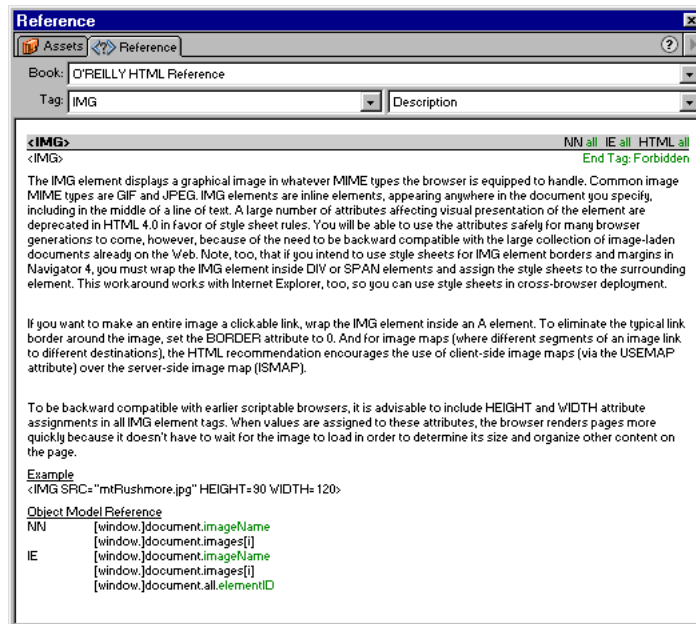 Reference
Assets Reference
Book: O'REILLY HTML Reference
Tag: IMG Description
<IMG> NN all IE all HTML all
<IMG> End Tag: Forbidden
The IMG element displays a graphical image in whatever MIME types the browser is equipped to handle. Common image
MIME types are GIF and JPEG. IMG elements are inline elements, appearing anywhere in the document you specify,
including in the middle of a line of text. A large number of attributes affecting visual presentation of the element are
deprecated in HTML 4.0 in favor of style sheet rules. You will be able to use the attributes safely for many browser
generations to come, however, because of the need to be backward compatible with the large collection of image-laden
documents already on the Web. Note, too, that if you intend to use style sheets for IMG element borders and margins in
Navigator 4, you must wrap the IMG element inside DIV or SPAN elements and assign the style sheets to the surrounding
element. This workaround works with Internet Explorer, too, so you can use style sheets in cross-browser deployment.
If you want to make an entire image a clickable link, wrap the IMG element inside an A element. To eliminate the typical link
border around the image, set the BORDER attribute to 0. And for image maps (where different segments of an image link
to different destinations), the HTML recommendation encourages the use of client-side image maps (via the USEMAP
attribute) over the server-side image map (ISMAP).
To be backward compatible with earlier scriptable browsers, it is advisable to include HEIGHT and WIDTH attribute
assignments in all IMG element tags. When values are assigned to these attributes, the browser renders pages more
quickly because it doesn't have to wait for the image to load in order to determine its size and organize other content on
the page.
Example
<IMG SRC="mtRushmore.jpg" HEIGHT=90 WIDTH=120>
Object Model Reference
NN [window.]document.imageName
[window.]document.images[i]
IE [window.]document.imageName
[window.]document.images[i]
[window.]document.all.elementID